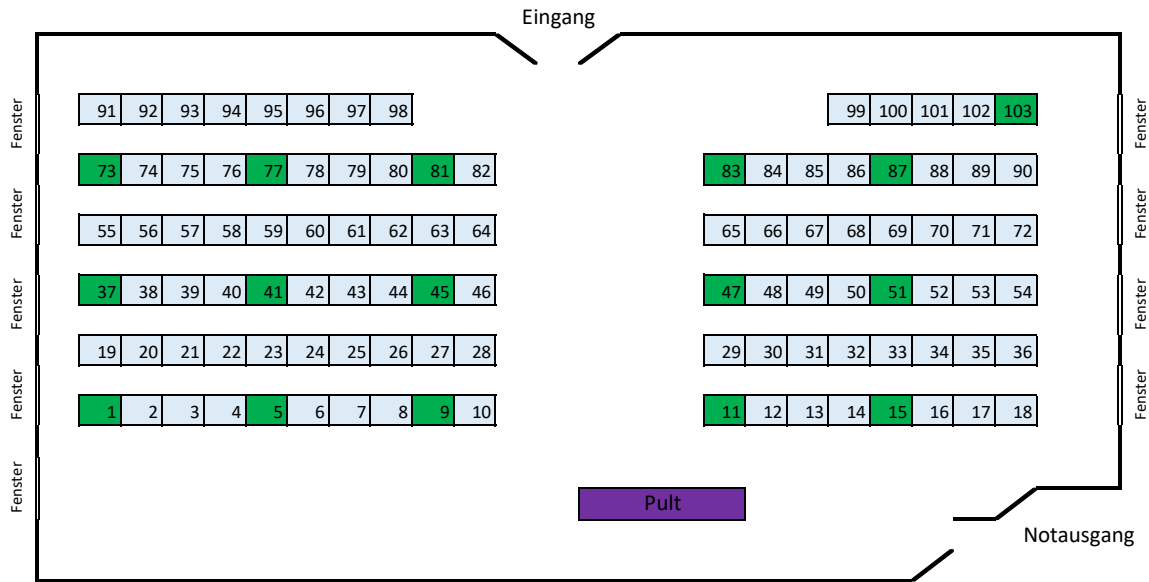 Eingang
91 92 93 94 95 96 97 98 99 100 101 102 103
Fenster Fenster
73 74 75 76 77 78 79 80 81 82 83 84 85 86 87 88 89 90
Fenster Fenster
55 56 57 58 59 60 61 62 63 64 65 66 67 68 69 70 71 72
37 38 39 40 41 42 43 44 45 46 47 48 49 50 51 52 53 54
Fenster Fenster
19 20 21 22 23 24 25 26 27 28 29 30 31 32 33 34 35 36
Fenster Fenster
1 2 3 4 5 6 7 8 9 10 11 12 13 14 15 16 17 18
Fenster
Pult
Notausgang